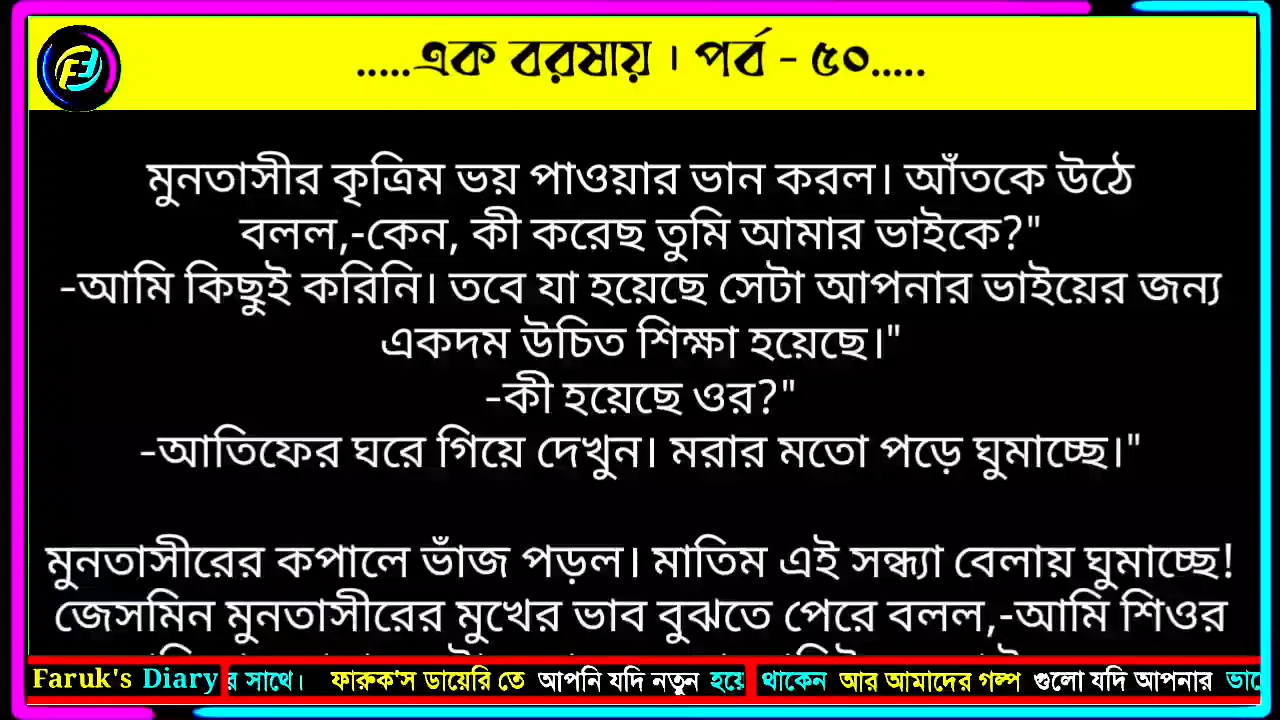 .....এক বরষায় । পর্ব - ৫০.....
মুনতাসীর কৃত্রিম ভয় পাওয়ার ভান করল। আঁতকে উঠে
বলল,-কেন, কী করেছ তুমি আমার ভাইকে?"
-আমি কিছুই করিনি। তবে যা হয়েছে সেটা আপনার ভাইয়ের জন্য
একদম উচিত শিক্ষা হয়েছে।"
-কী হয়েছে ওর?"
-আতিফের ঘরে গিয়ে দেখুন। মরার মতো পড়ে ঘুমাচ্ছে।"
মুনতাসীরের কপালে ভাঁজ পড়ল। মাতিম এই সন্ধ্যা বেলায় ঘুমাচ্ছে!
জেসমিন মুনতাসীরের মুখের ভাব বুঝতে পেরে বলল,-আমি শিওর
Faruk's Diary র সাথে। ফারুক'স ডায়েরি তে আপনি যদি নতুন হয়ে থাকেন আর আমাদের গল্প গুলো যদি আপনার